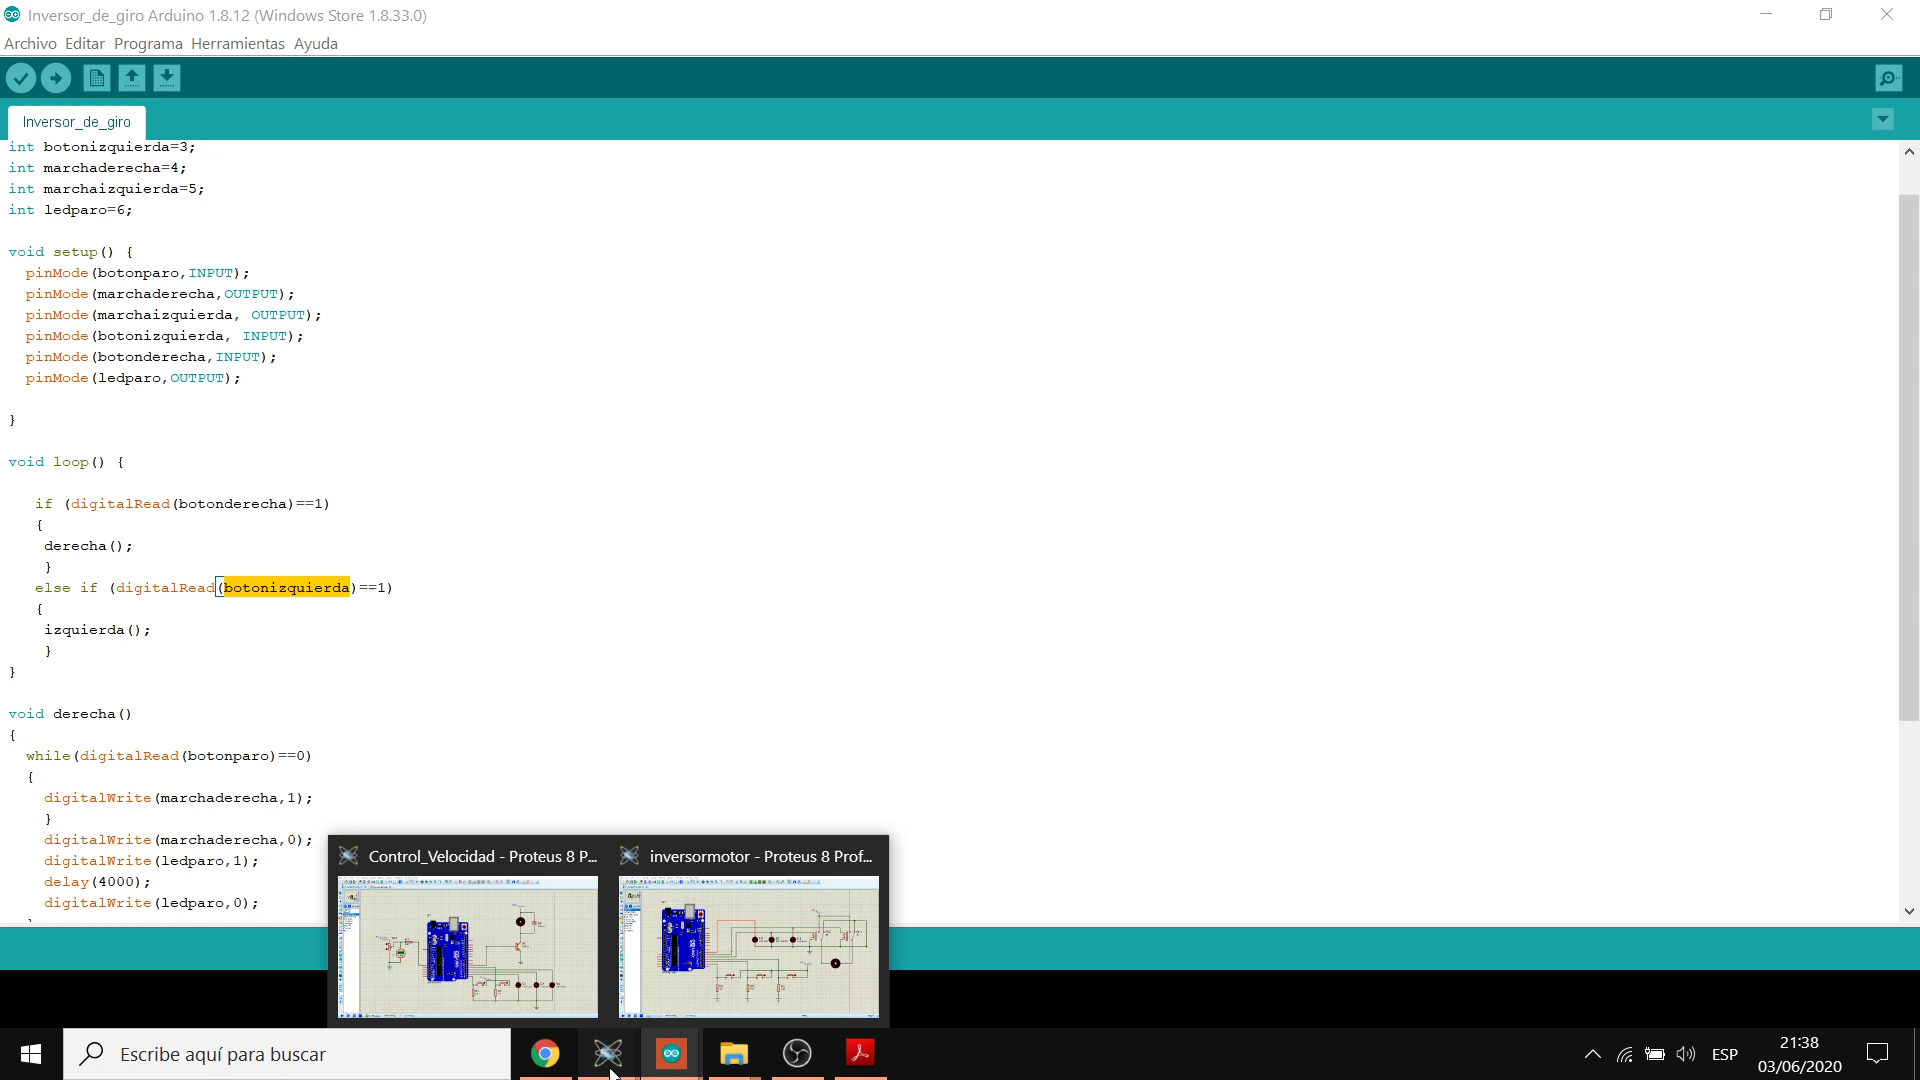 Inversor_de_giro Arduino 1.8.12 (Windows Store 1.8.33.0)
Archivo Editar Programa Herramientas Ayuda
Inversor_de_giro
int botonizquierda=3;
int marchaderecha=4;
int marchaizquierda=5;
int ledparo=6;
void setup() {
pinMode(botonparo,INPUT);
pinMode(marchaderecha,OUTPUT);
pinMode(marchaizquierda, OUTPUT);
pinMode(botonizquierda, INPUT);
pinMode(botonderecha,INPUT);
pinMode(ledparo,OUTPUT);
}
void loop() {
if (digitalRead(botonderecha)==1)
{
derecha();
}
else if (digitalRead(botonizquierda)==1)
{
izquierda();
}
}
void derecha()
{
while(digitalRead(botonparo)==0)
{
digitalWrite(marchaderecha,1);
}
digitalWrite(marchaderecha,0);
digitalWrite(ledparo,1);
delay(4000);
digitalWrite(ledparo,0);
Control_Velocidad - Proteus 8 P...
inversormotor - Proteus 8 Prof...
Escribe aquí para buscar
ESP
21:38
03/06/2020